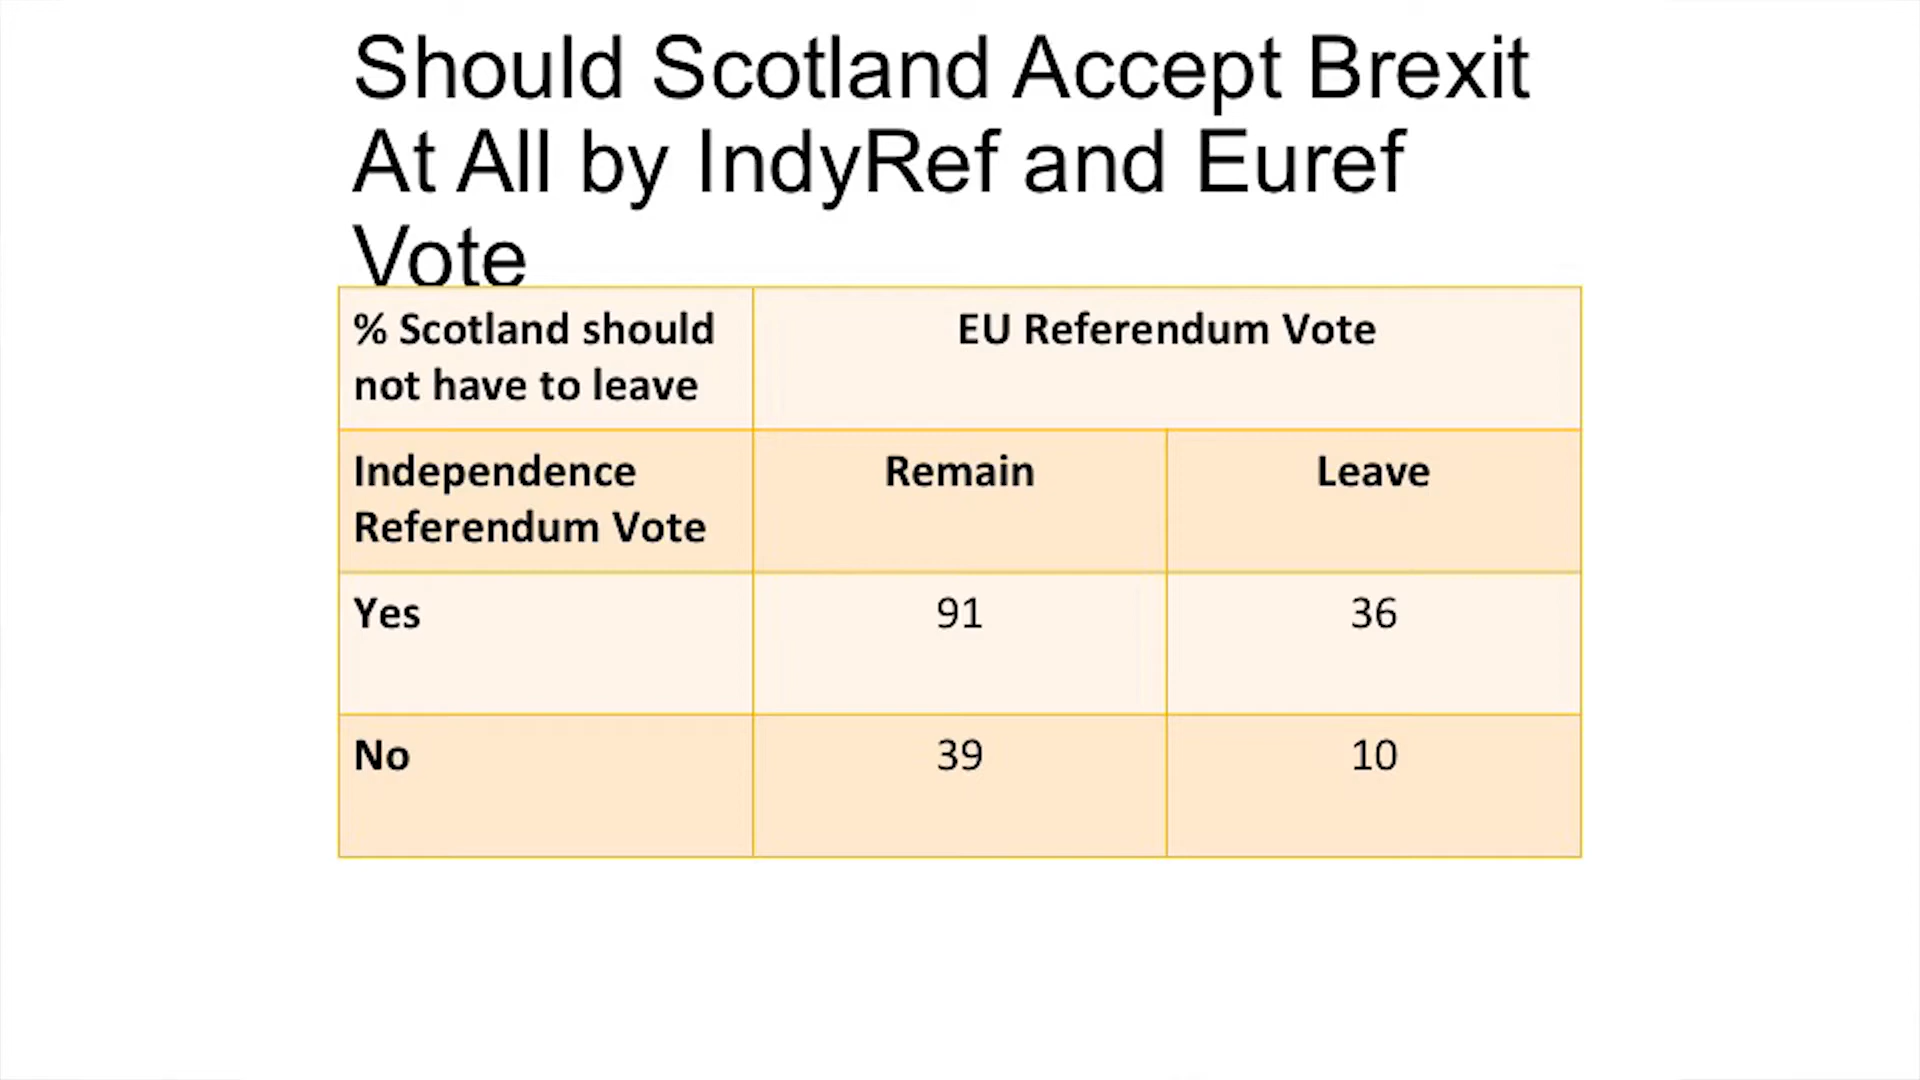 Should Scotland Accept Brexit
At All by IndyRef and Euref
Vote
% Scotland should
not have to leave
EU Referendum Vote
Independence
Referendum Vote
Remain
Leave
Yes
91
36
No
39
10